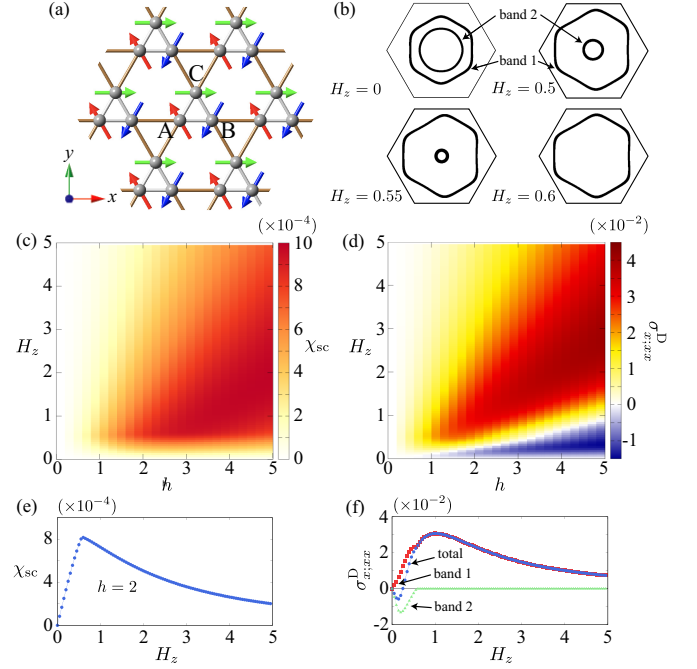 (a)
C
A
B
y
x
(b)
band 2
band 1
H_z = 0
H_z = 0.5
H_z = 0.55
H_z = 0.6
(c)
(×10⁻⁴)
5
4
3
2
1
0
H_z
0 1 2 3 4 5
h
10
8
6
4
2
0
χ_sc
(d)
(×10⁻²)
5
4
3
2
1
0
H_z
0 1 2 3 4 5
h
4
3
2
1
0
-1
σ^D_{x;xx}
(e)
(×10⁻⁴)
8
4
0
χ_sc
h = 2
0 1 2 3 4 5
H_z
(f)
(×10⁻²)
4
2
0
-2
σ^D_{x;xx}
total
band 1
band 2
0 1 2 3 4 5
H_z